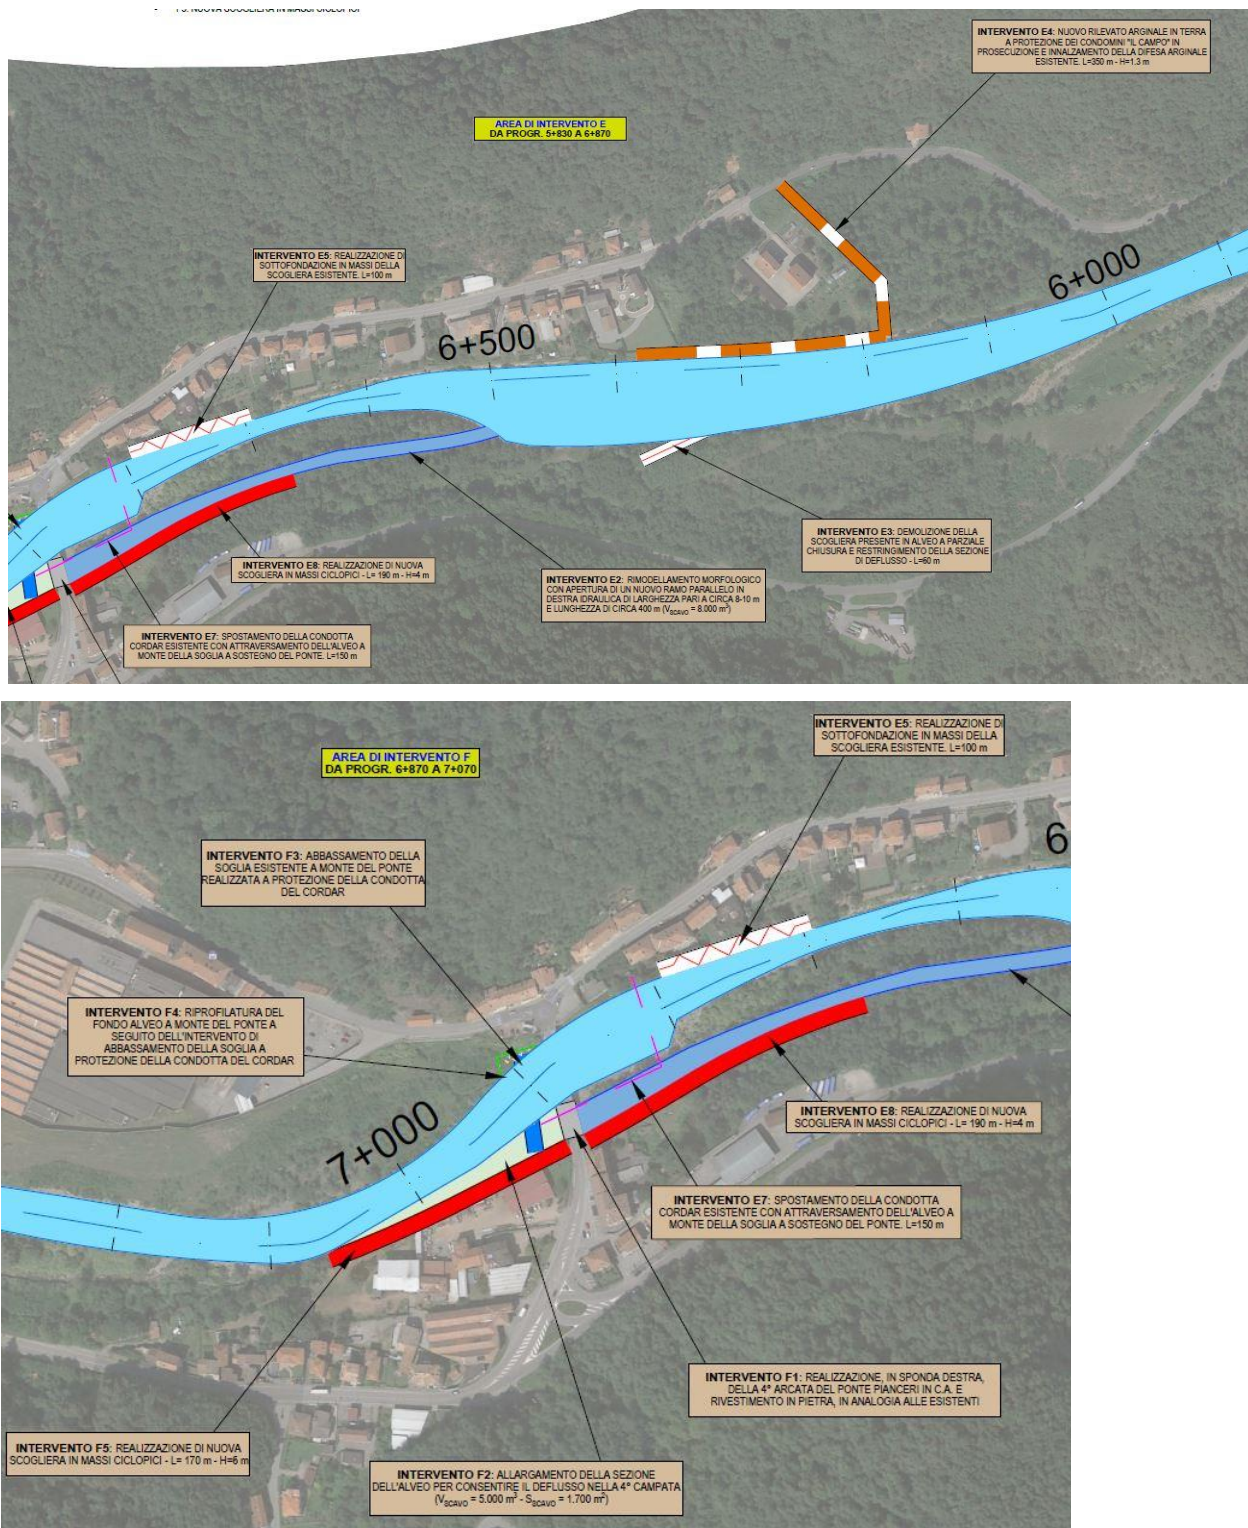 - F5: NUOVA SCOGLIERA IN MASSI CICLOPICI
INTERVENTO E4: NUOVO RILEVATO ARGINALE IN TERRA
A PROTEZIONE DEI CONDOMINI "IL CAMPO" IN
PROSECUZIONE E INNALZAMENTO DELLA DIFESA ARGINALE
ESISTENTE. L=350 m - H=1.3 m
AREA DI INTERVENTO E
DA PROGR. 5+830 A 6+870
INTERVENTO E5: REALIZZAZIONE DI
SOTTOFONDAZIONE IN MASSI DELLA
SCOGLIERA ESISTENTE. L=100 m
6+000
6+500
INTERVENTO E3: DEMOLIZIONE DELLA
SCOGLIERA PRESENTE IN ALVEO A PARZIALE
CHIUSURA E RESTRINGIMENTO DELLA SEZIONE
DI DEFLUSSO - L=60 m
INTERVENTO E8: REALIZZAZIONE DI NUOVA
SCOGLIERA IN MASSI CICLOPICI - L= 190 m - H=4 m
INTERVENTO E2: RIMODELLAMENTO MORFOLOGICO
CON APERTURA DI UN NUOVO RAMO PARALLELO IN
DESTRA IDRAULICA DI LARGHEZZA PARI A CIRCA 8-10 m
E LUNGHEZZA DI CIRCA 400 m (V_SCAVO = 8.000 m³)
INTERVENTO E7: SPOSTAMENTO DELLA CONDOTTA
CORDAR ESISTENTE CON ATTRAVERSAMENTO DELL'ALVEO A
MONTE DELLA SOGLIA A SOSTEGNO DEL PONTE. L=150 m
INTERVENTO E5: REALIZZAZIONE DI
SOTTOFONDAZIONE IN MASSI DELLA
SCOGLIERA ESISTENTE. L=100 m
AREA DI INTERVENTO F
DA PROGR. 6+870 A 7+070
6
INTERVENTO F3: ABBASSAMENTO DELLA
SOGLIA ESISTENTE A MONTE DEL PONTE
REALIZZATA A PROTEZIONE DELLA CONDOTTA
DEL CORDAR
INTERVENTO F4: RIPROFILATURA DEL
FONDO ALVEO A MONTE DEL PONTE A
SEGUITO DELL'INTERVENTO DI
ABBASSAMENTO DELLA SOGLIA A
PROTEZIONE DELLA CONDOTTA DEL CORDAR
7+000
INTERVENTO E8: REALIZZAZIONE DI NUOVA
SCOGLIERA IN MASSI CICLOPICI - L= 190 m - H=4 m
INTERVENTO E7: SPOSTAMENTO DELLA CONDOTTA
CORDAR ESISTENTE CON ATTRAVERSAMENTO DELL'ALVEO A
MONTE DELLA SOGLIA A SOSTEGNO DEL PONTE. L=150 m
INTERVENTO F1: REALIZZAZIONE, IN SPONDA DESTRA,
DELLA 4° ARCATA DEL PONTE PIANCERI IN C.A. E
RIVESTIMENTO IN PIETRA, IN ANALOGIA ALLE ESISTENTI
INTERVENTO F5: REALIZZAZIONE DI NUOVA
SCOGLIERA IN MASSI CICLOPICI - L= 170 m - H=6 m
INTERVENTO F2: ALLARGAMENTO DELLA SEZIONE
DELL'ALVEO PER CONSENTIRE IL DEFLUSSO NELLA 4° CAMPATA
(V_SCAVO = 5.000 m³ - S_SCAVO = 1.700 m²)